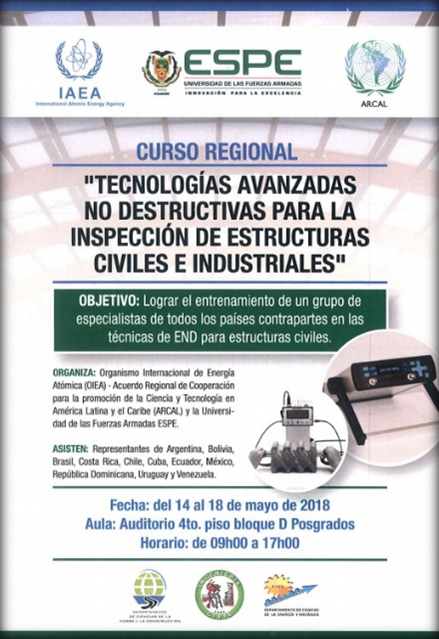 IAEA
International Atomic Energy Agency
ESPE
UNIVERSIDAD DE LAS FUERZAS ARMADAS
INNOVACIÓN PARA LA EXCELENCIA
ARCAL
CURSO REGIONAL
"TECNOLOGÍAS AVANZADAS
NO DESTRUCTIVAS PARA LA
INSPECCIÓN DE ESTRUCTURAS
CIVILES E INDUSTRIALES"
OBJETIVO: Lograr el entrenamiento de un grupo de
especialistas de todos los países contrapartes en las
técnicas de END para estructuras civiles.
ORGANIZA: Organismo Internacional de Energía
Atómica (OIEA) - Acuerdo Regional de Cooperación
para la promoción de la Ciencia y Tecnología en
América Latina y el Caribe (ARCAL) y la Universi-
dad de las Fuerzas Armadas ESPE.
ASISTEN: Representantes de Argentina, Bolivia,
Brasil, Costa Rica, Chile, Cuba, Ecuador, México,
República Dominicana, Uruguay y Venezuela.
Fecha: del 14 al 18 de mayo de 2018
Aula: Auditorio 4to. piso bloque D Posgrados
Horario: de 09h00 a 17h00
DEPARTAMENTO
DE CIENCIAS DE LA
TIERRA Y LA CONSTRUCCIÓN
DEPARTAMENTO DE CIENCIAS
DE LA ENERGÍA Y MECÁNICA